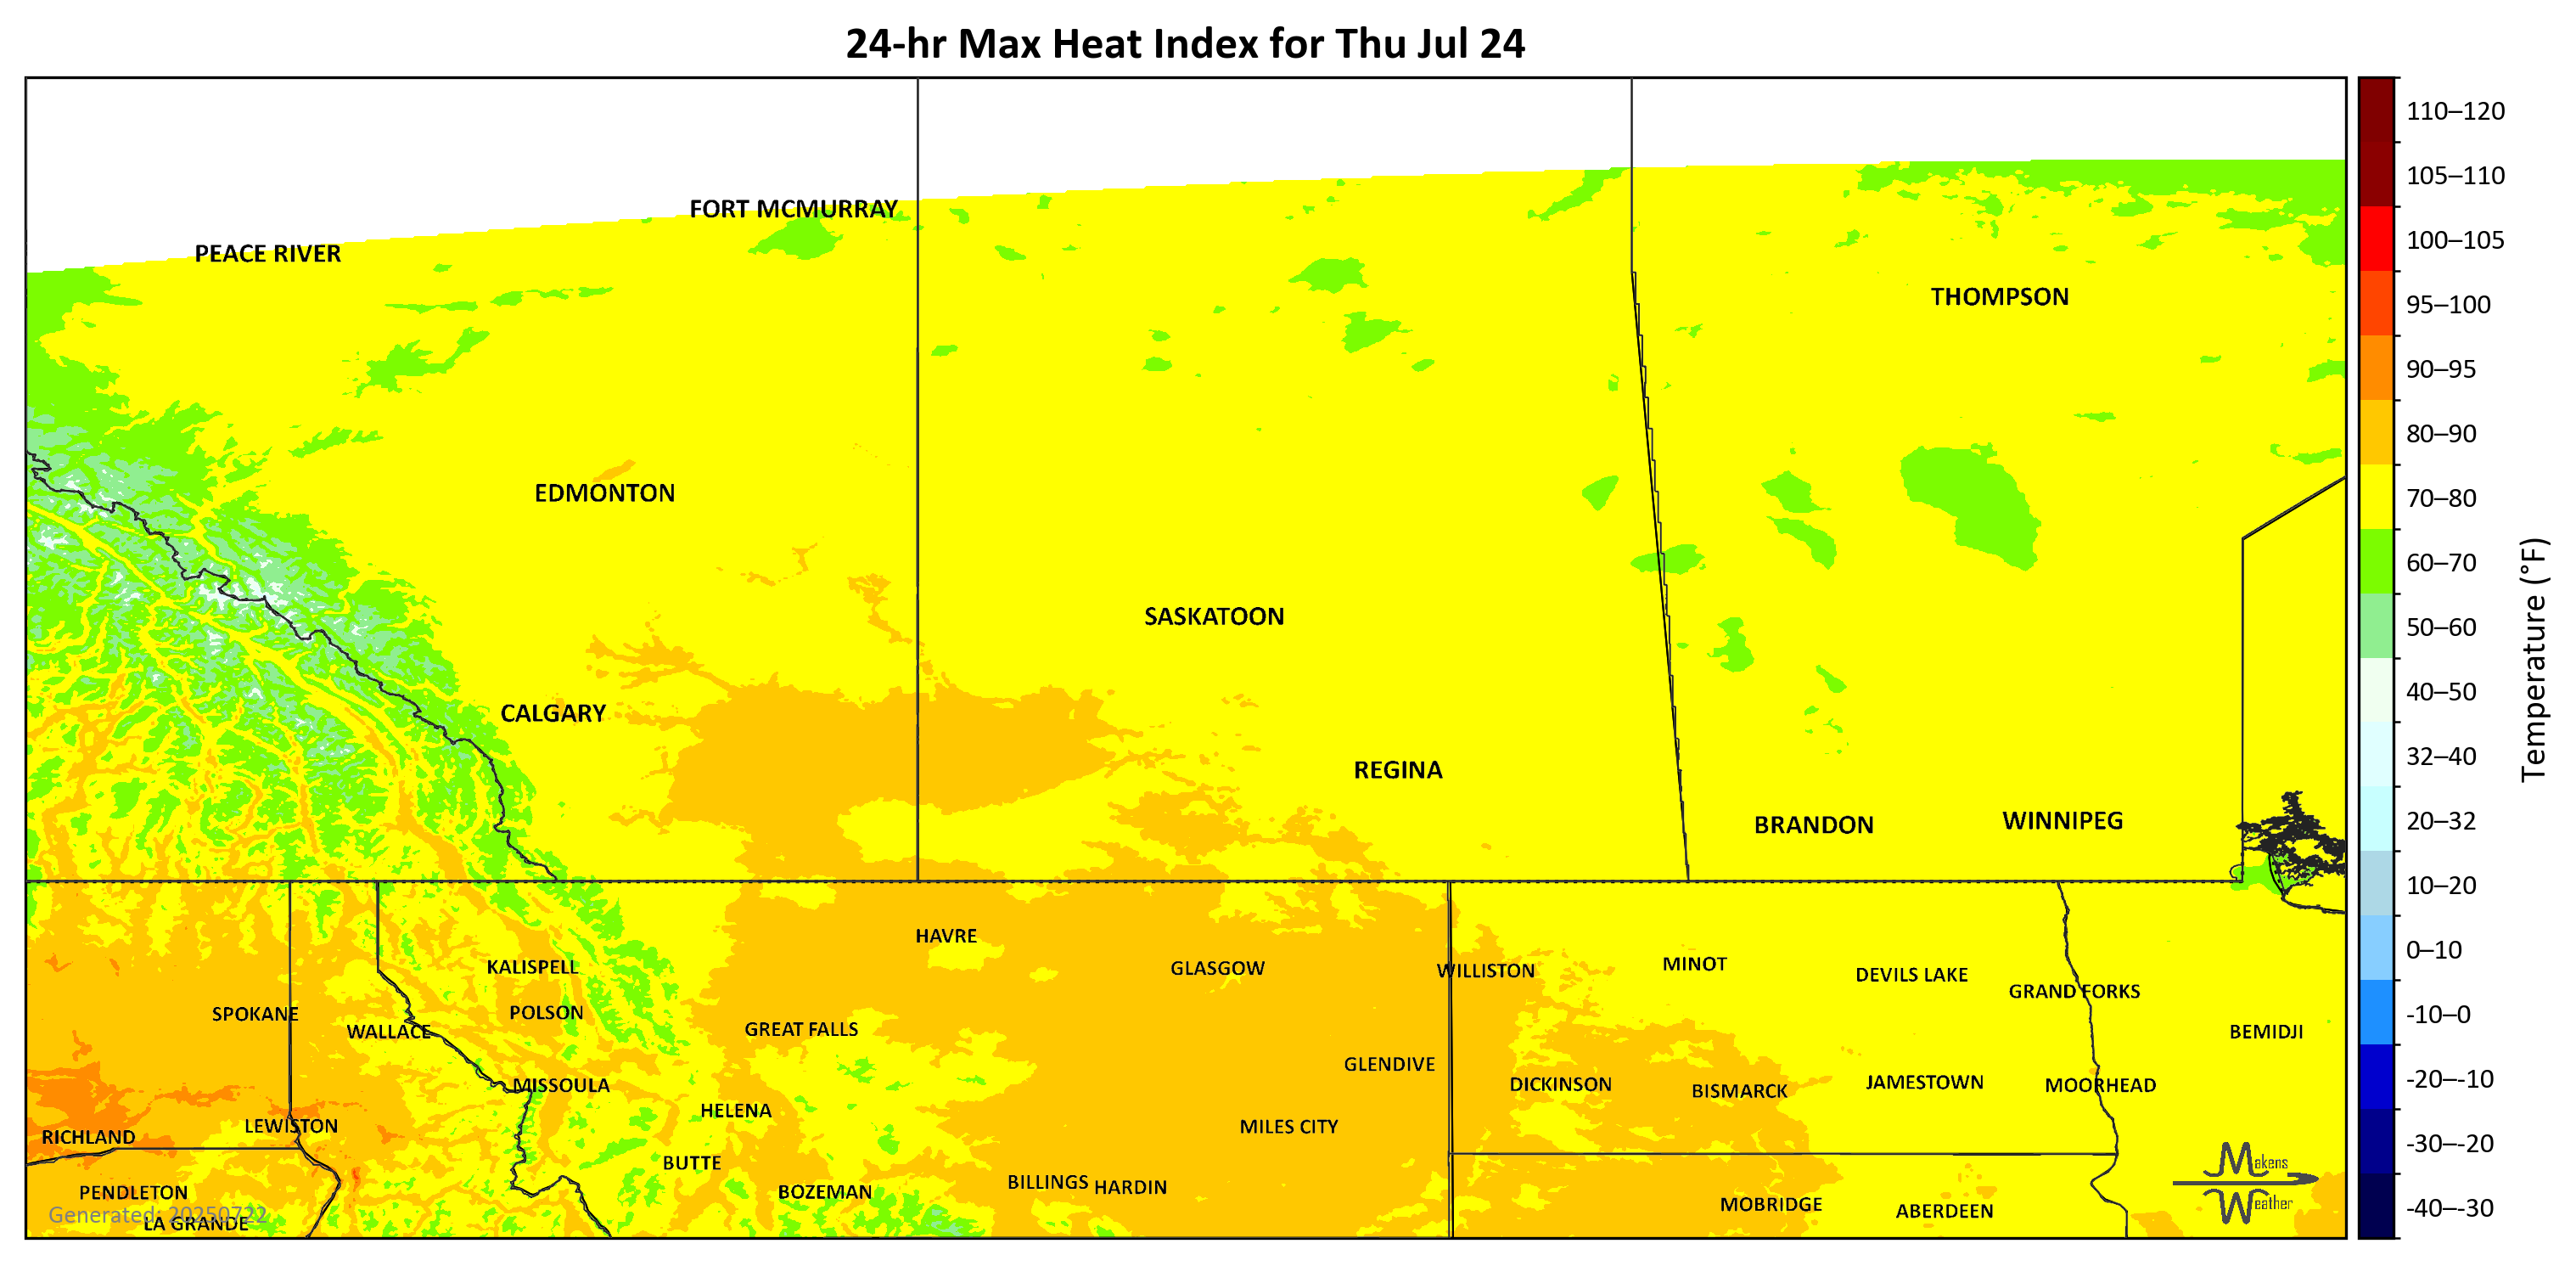 24-hr Max Heat Index for Thu Jul 24
110–120
105–110
100–105
95–100
90–95
80–90
70–80
60–70
50–60
40–50
32–40
20–32
10–20
0–10
-10–0
-20–-10
-30–-20
-40–-30
Temperature (°F)
FORT MCMURRAY
PEACE RIVER
THOMPSON
EDMONTON
SASKATOON
CALGARY
REGINA
BRANDON
WINNIPEG
HAVRE
KALISPELL
GLASGOW
WILLISTON
MINOT
DEVILS LAKE
GRAND FORKS
SPOKANE
POLSON
WALLACE
GREAT FALLS
BEMIDJI
GLENDIVE
MISSOULA
DICKINSON
BISMARCK
JAMESTOWN
MOORHEAD
HELENA
LEWISTON
MILES CITY
RICHLAND
BUTTE
BILLINGS
HARDIN
PENDLETON
BOZEMAN
MOBRIDGE
ABERDEEN
Generated: 20250722
LA GRANDE
Makens
Weather